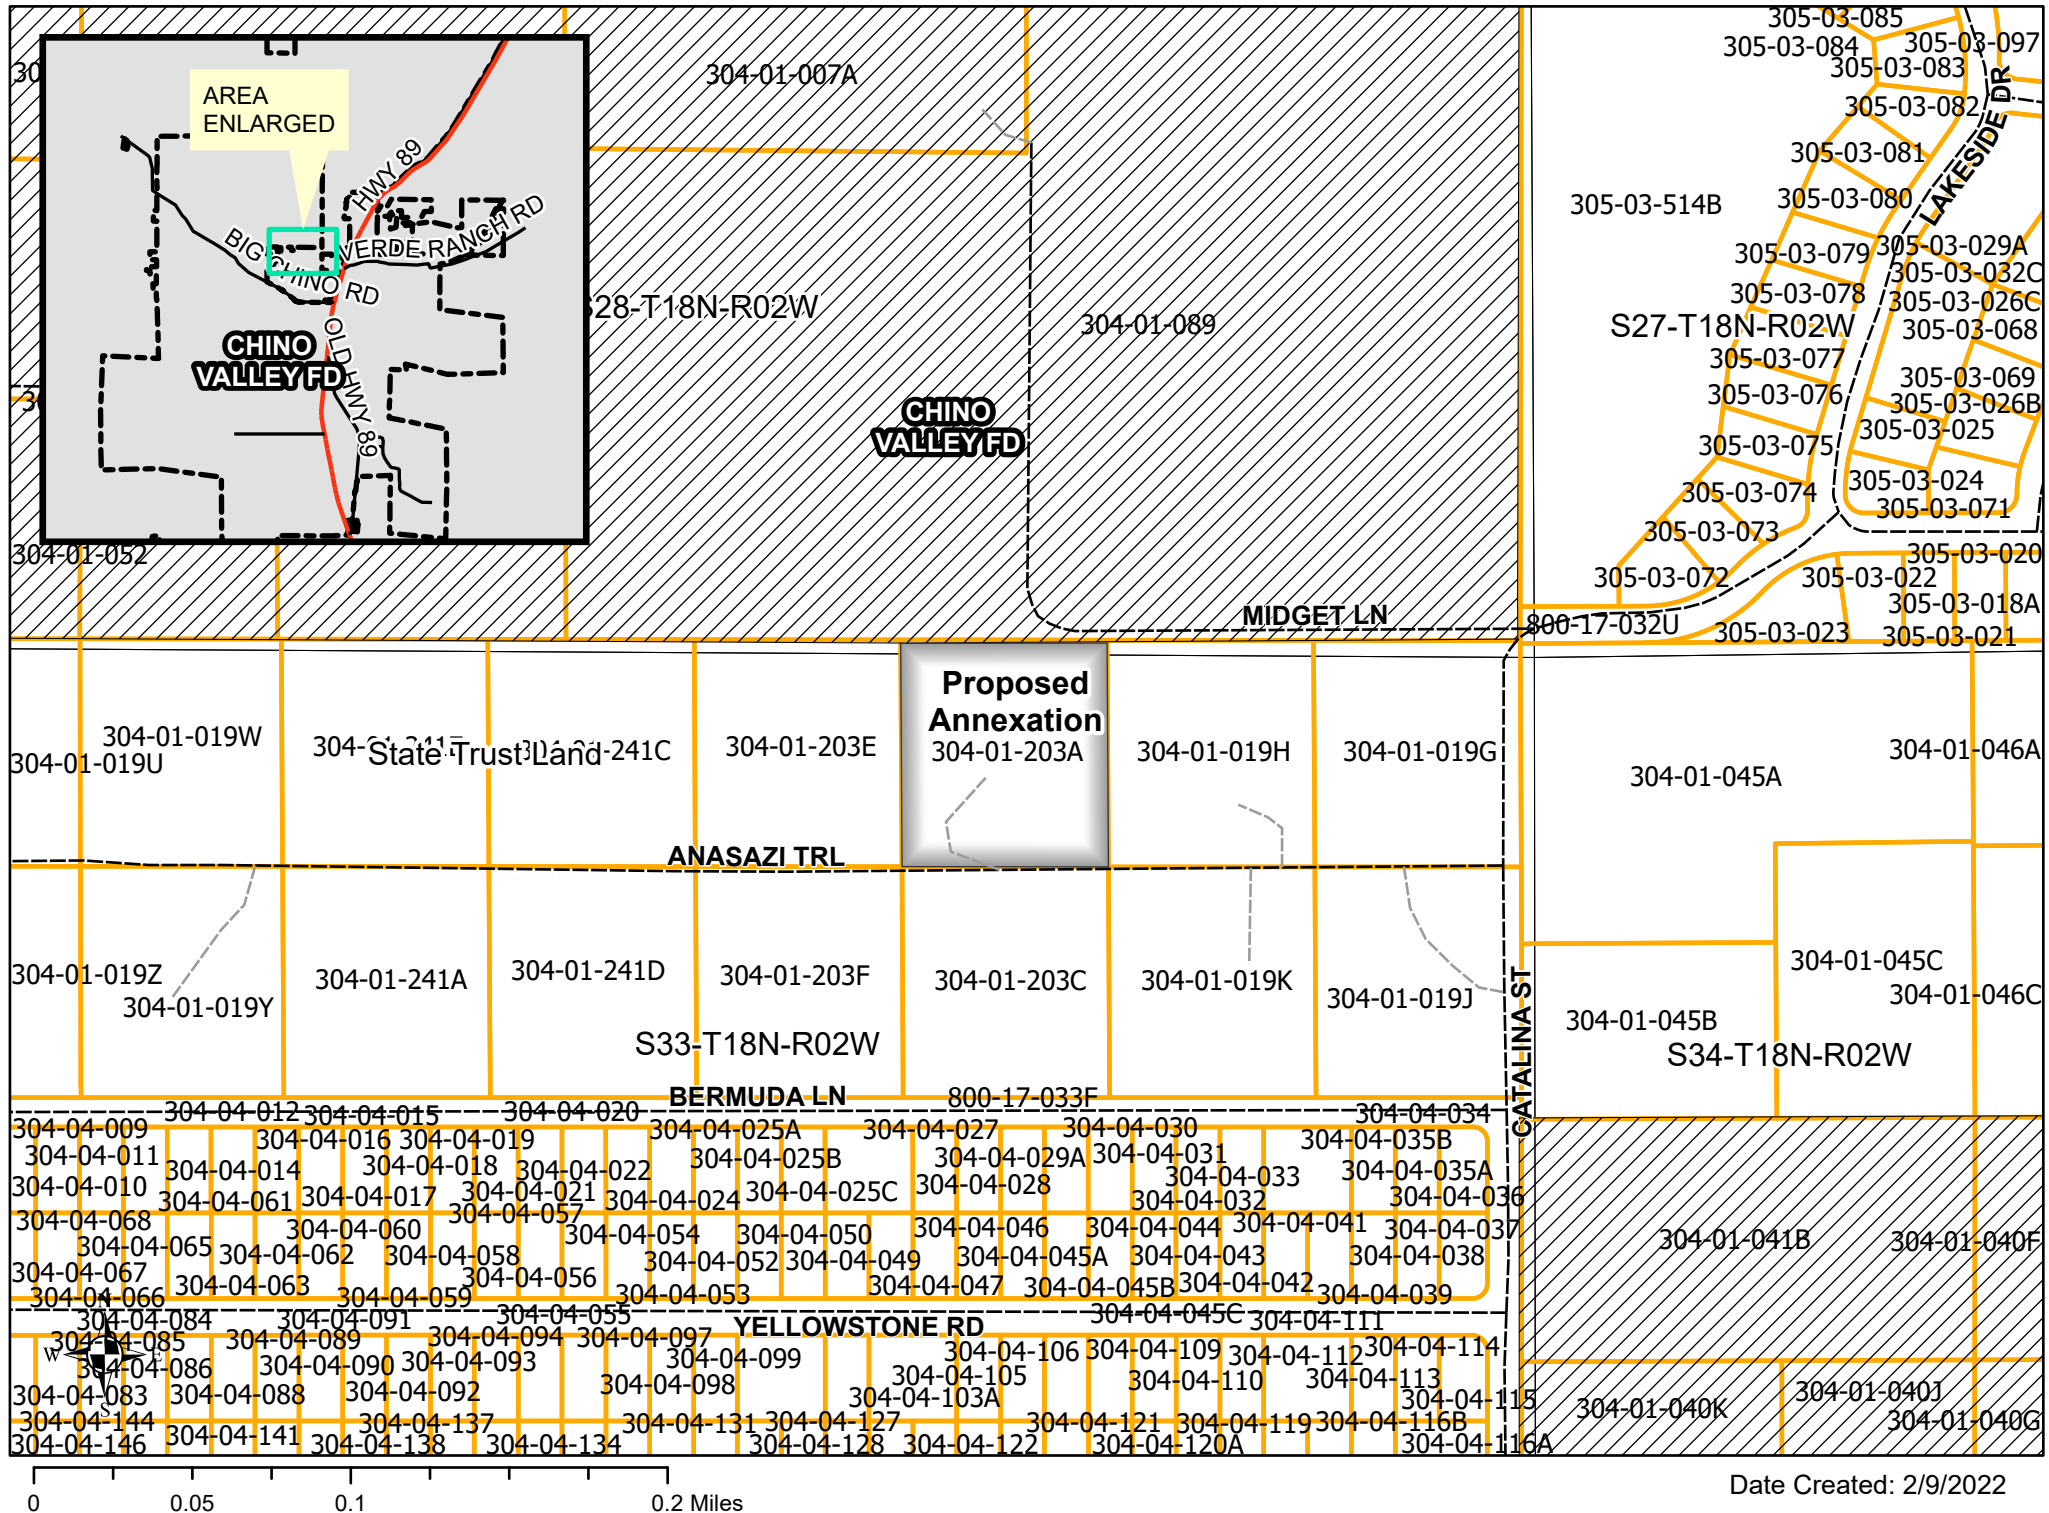 AREA
ENLARGED
HWY 89
VERDE RANCH RD
BIG CHINO RD
OLD HWY 89
CHINO
VALLEY FD
304-01-052
304-01-007A
S28-T18N-R02W
304-01-089
CHINO
VALLEY FD
MIDGET LN
305-03-085
305-03-084
305-03-097
305-03-083
305-03-082
LAKESIDE DR
305-03-081
305-03-514B
305-03-080
305-03-079
305-03-029A
305-03-032C
305-03-078
305-03-026C
S27-T18N-R02W
305-03-068
305-03-077
305-03-069
305-03-076
305-03-026B
305-03-075
305-03-025
305-03-074
305-03-024
305-03-071
305-03-073
305-03-072
305-03-020
305-03-022
305-03-018A
800-17-032U
305-03-023
305-03-021
Proposed
Annexation
304-01-203A
304-01-019W
304-01-019U
State Trust Land
304-01-241C
304-01-203E
304-01-019H
304-01-019G
304-01-045A
304-01-046A
ANASAZI TRL
304-01-019Z
304-01-019Y
304-01-241A
304-01-241D
304-01-203F
304-01-203C
304-01-019K
304-01-019J
CATALINA ST
304-01-045C
304-01-046C
304-01-045B
S33-T18N-R02W
S34-T18N-R02W
BERMUDA LN
800-17-033F
304-04-012
304-04-015
304-04-020
304-04-034
304-04-009
304-04-016
304-04-019
304-04-025A
304-04-027
304-04-030
304-04-035B
304-04-011
304-04-014
304-04-018
304-04-022
304-04-025B
304-04-029A
304-04-031
304-04-033
304-04-035A
304-04-010
304-04-061
304-04-017
304-04-021
304-04-024
304-04-025C
304-04-028
304-04-032
304-04-036
304-04-068
304-04-060
304-04-057
304-04-054
304-04-050
304-04-046
304-04-044
304-04-041
304-04-037
304-04-065
304-04-062
304-04-058
304-04-052
304-04-049
304-04-045A
304-04-043
304-04-038
304-04-067
304-04-063
304-04-056
304-04-053
304-04-047
304-04-045B
304-04-042
304-04-039
304-04-066
304-04-059
304-01-041B
304-01-040F
304-04-084
304-04-091
304-04-055
YELLOWSTONE RD
304-04-045C
304-04-111
304-04-085
304-04-089
304-04-094
304-04-097
304-04-106
304-04-109
304-04-112
304-04-114
304-04-086
304-04-090
304-04-093
304-04-099
304-04-105
304-04-110
304-04-113
304-04-083
304-04-088
304-04-092
304-04-098
304-04-103A
304-04-115
304-04-144
304-04-137
304-04-131
304-04-127
304-04-121
304-04-119
304-04-116B
304-04-146
304-04-141
304-04-138
304-04-134
304-04-128
304-04-122
304-04-120A
304-04-116A
304-01-040K
304-01-040J
304-01-040G
W
S
0 0.05 0.1 0.2 Miles
Date Created: 2/9/2022